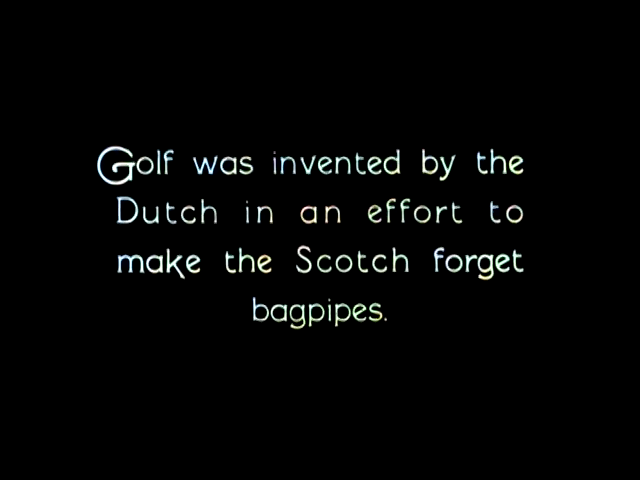 Golf was invented by the
Dutch in an effort to
make the Scotch forget
bagpipes.